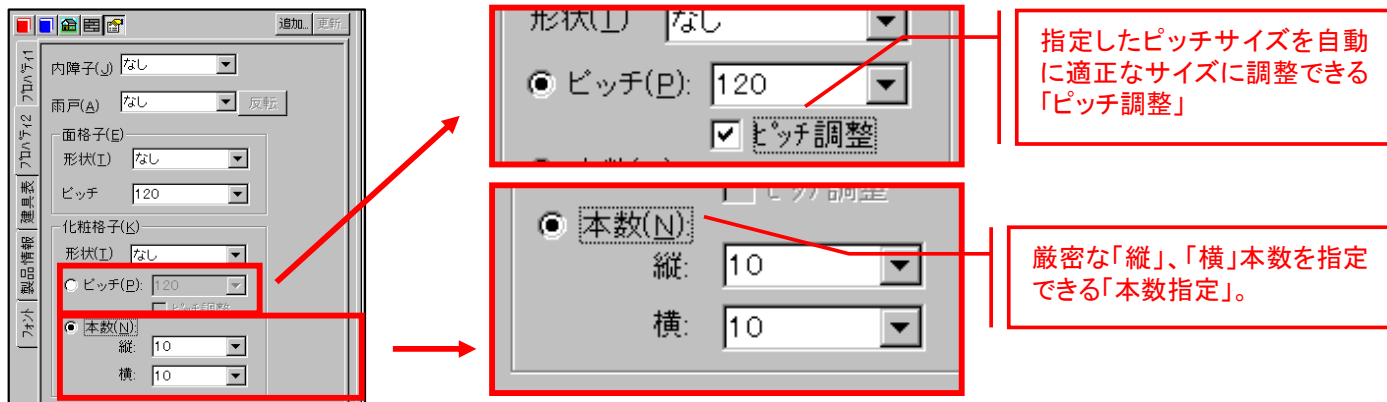 追加... 更新
プロパティ1
プロパティ2
建具表
製品情報
フォント
内障子(J) なし
雨戸(A) なし 反転
面格子(E)
形状(T) なし
ピッチ 120
化粧格子(K)
形状(T) なし
ピッチ(P): 120
ピッチ調整
本数(N):
縦: 10
横: 10
形状(T) なし
ピッチ(P): 120
ピッチ調整
ピッチ調整
本数(N):
縦: 10
横: 10
指定したピッチサイズを自動
に適正なサイズに調整できる
「ピッチ調整」
厳密な「縦」、「横」本数を指定
できる「本数指定」。